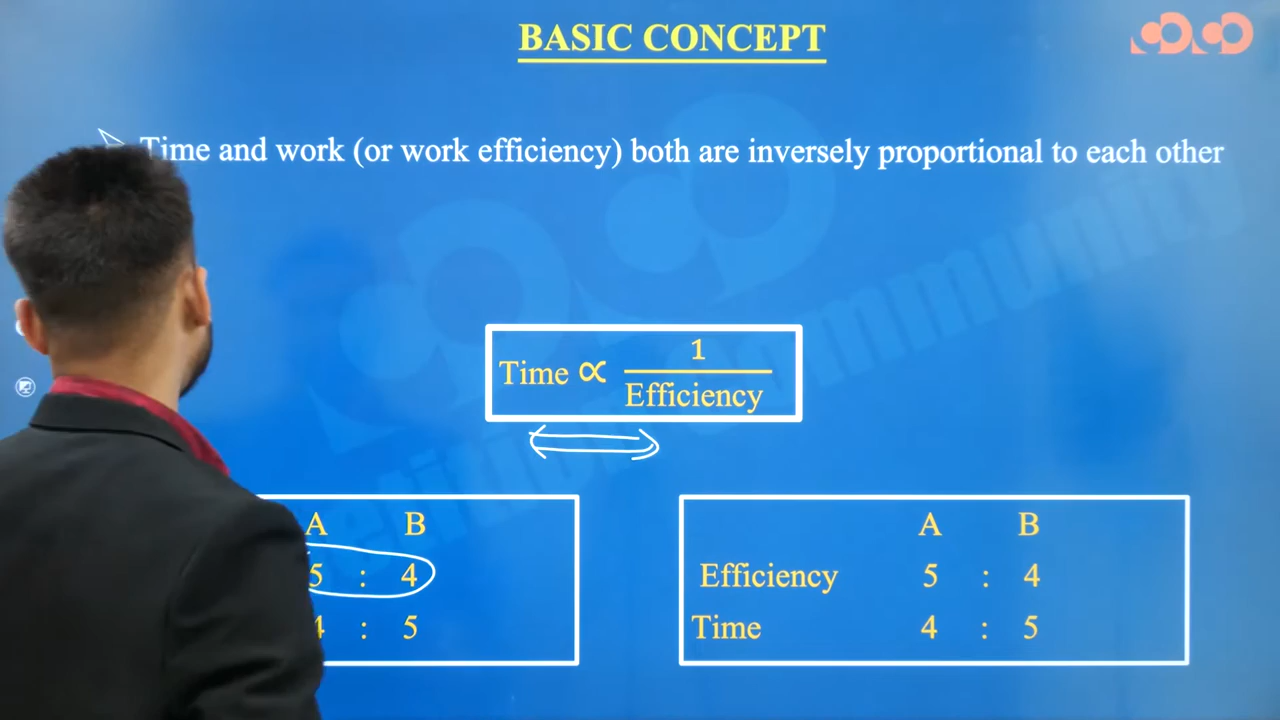 BASIC CONCEPT
Time and work (or work efficiency) both are inversely proportional to each other
Time ∝ 1 / Efficiency
A B
5 : 4
4 : 5
A B
Efficiency 5 : 4
Time 4 : 5
community